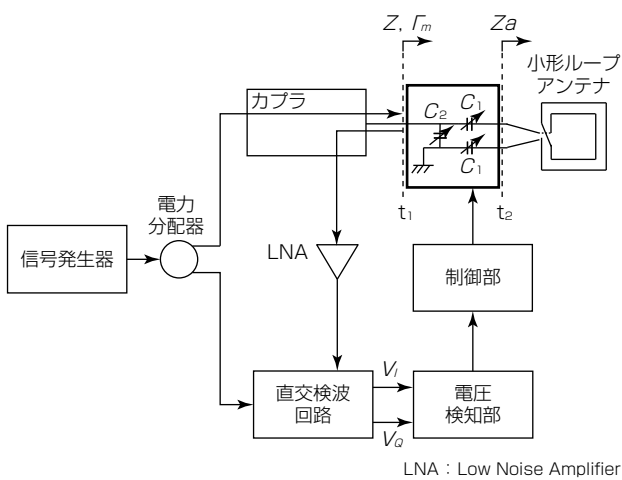 Z, Γm
Za
小形ループ
アンテナ
カプラ
C2
C1
C1
t1
t2
電力
分配器
信号発生器
LNA
制御部
直交検波
回路
VI
VQ
電圧
検知部
LNA：Low Noise Amplifier